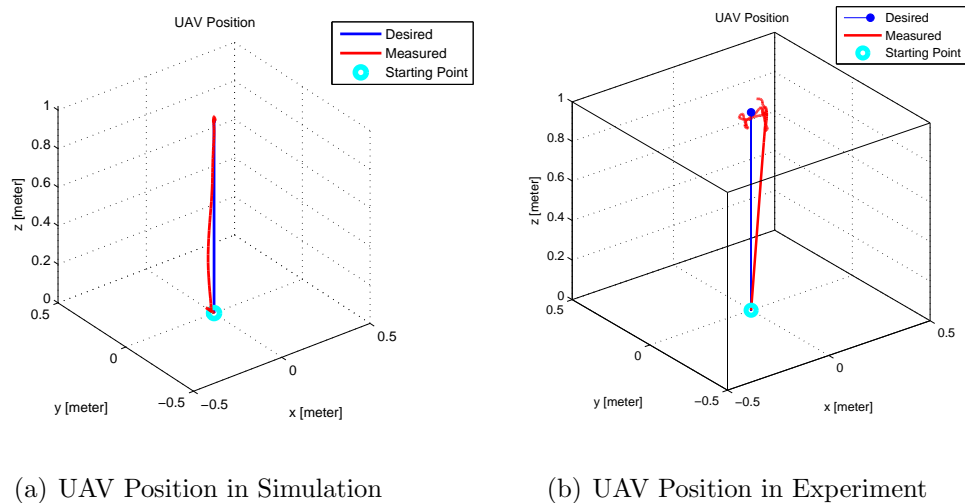 UAV Position
Desired
Measured
Starting Point
z [meter]
1
0.8
0.6
0.4
0.2
0
0.5
0
−0.5
y [meter]
−0.5
0
0.5
x [meter]
(a) UAV Position in Simulation
UAV Position
Desired
Measured
Starting Point
z [meter]
1
0.8
0.6
0.4
0.2
0
0.5
0
−0.5
y [meter]
−0.5
0
0.5
x [meter]
(b) UAV Position in Experiment